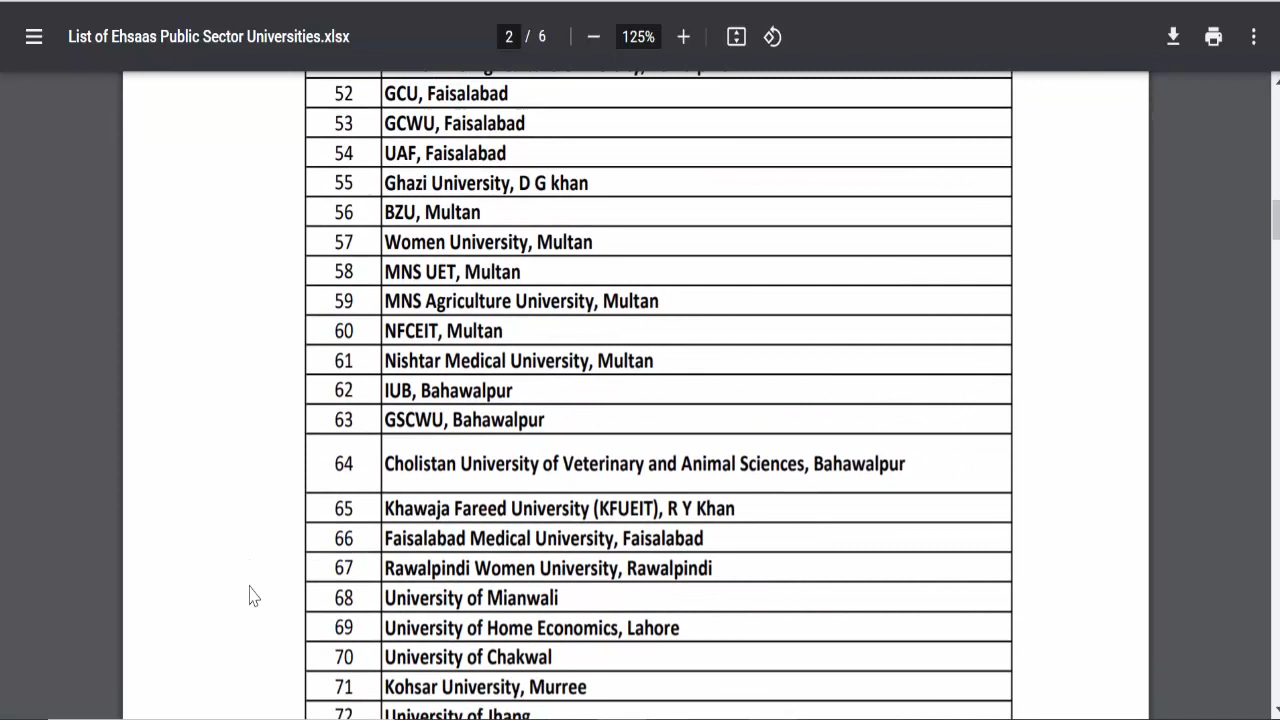 List of Ehsaas Public Sector Universities.xlsx 2 / 6 125%
52 GCU, Faisalabad
53 GCWU, Faisalabad
54 UAF, Faisalabad
55 Ghazi University, D G khan
56 BZU, Multan
57 Women University, Multan
58 MNS UET, Multan
59 MNS Agriculture University, Multan
60 NFCEIT, Multan
61 Nishtar Medical University, Multan
62 IUB, Bahawalpur
63 GSCWU, Bahawalpur
64 Cholistan University of Veterinary and Animal Sciences, Bahawalpur
65 Khawaja Fareed University (KFUEIT), R Y Khan
66 Faisalabad Medical University, Faisalabad
67 Rawalpindi Women University, Rawalpindi
68 University of Mianwali
69 University of Home Economics, Lahore
70 University of Chakwal
71 Kohsar University, Murree
72 University of Jhang